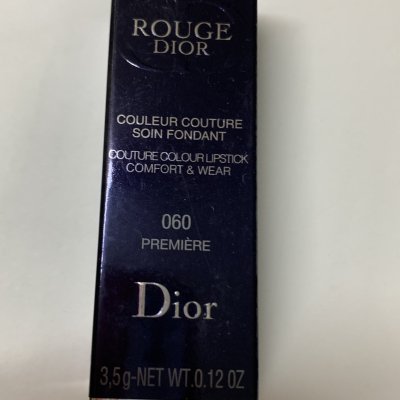 ROUGE
DIOR
COULEUR COUTURE
SOIN FONDANT
COUTURE COLOUR LIPSTICK
COMFORT & WEAR
060
PREMIÈRE
Dior
3,5g-NET WT.0.12 OZ